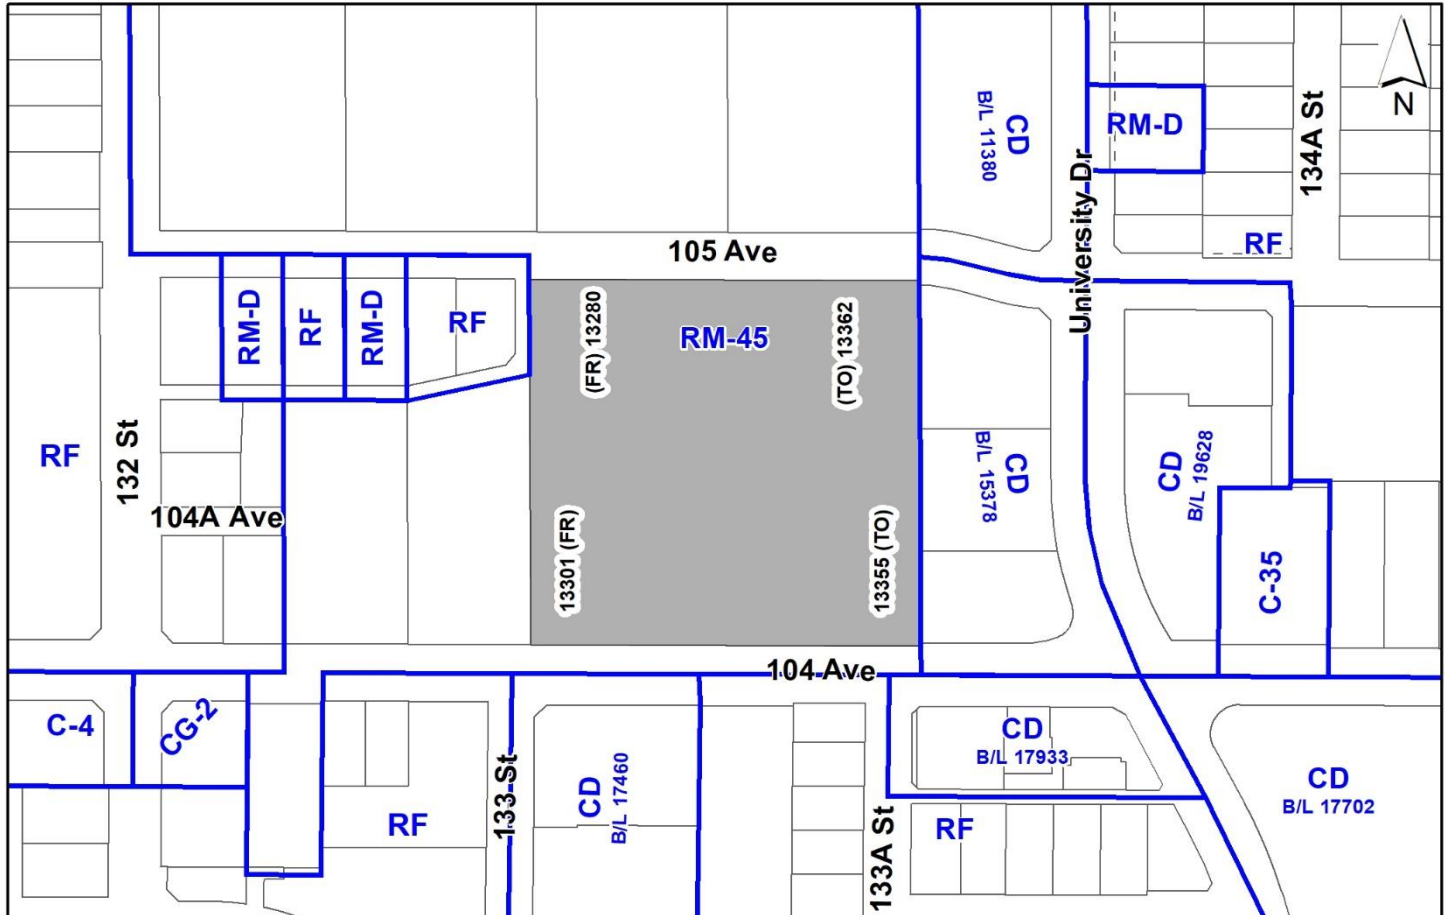 CD
B/L 11380
RM-D
134A St
N
University Dr
RF
105 Ave
RM-D
RF
RM-D
RF
(FR) 13280
RM-45
(TO) 13362
RF
132 St
104A Ave
13301 (FR)
13355 (TO)
CD
B/L 15378
CD
B/L 19628
C-35
104 Ave
C-4
CG-2
133 St
RF
CD
B/L 17460
133A St
CD
B/L 17933
RF
CD
B/L 17702